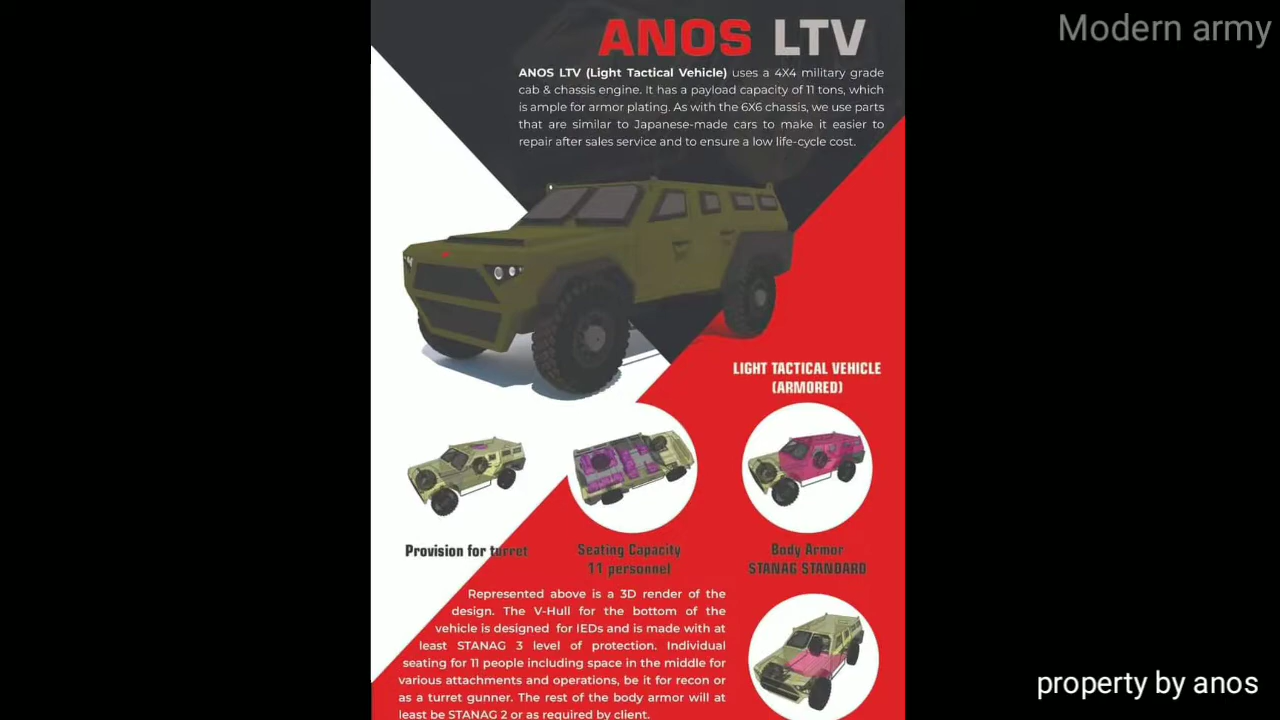 Modern army
ANOS LTV
ANOS LTV (Light Tactical Vehicle) uses a 4X4 military grade
cab & chassis engine. It has a payload capacity of 11 tons, which
is ample for armor plating. As with the 6X6 chassis, we use parts
that are similar to Japanese-made cars to make it easier to
repair after sales service and to ensure a low life-cycle cost.
LIGHT TACTICAL VEHICLE
(ARMORED)
Provision for turret
Seating Capacity
11 personnel
Body Armor
STANAG STANDARD
Represented above is a 3D render of the
design. The V-Hull for the bottom of the
vehicle is designed for IEDs and is made with at
least STANAG 3 level of protection. Individual
seating for 11 people including space in the middle for
various attachments and operations, be it for recon or
as a turret gunner. The rest of the body armor will at
least be STANAG 2 or as required by client.
property by anos